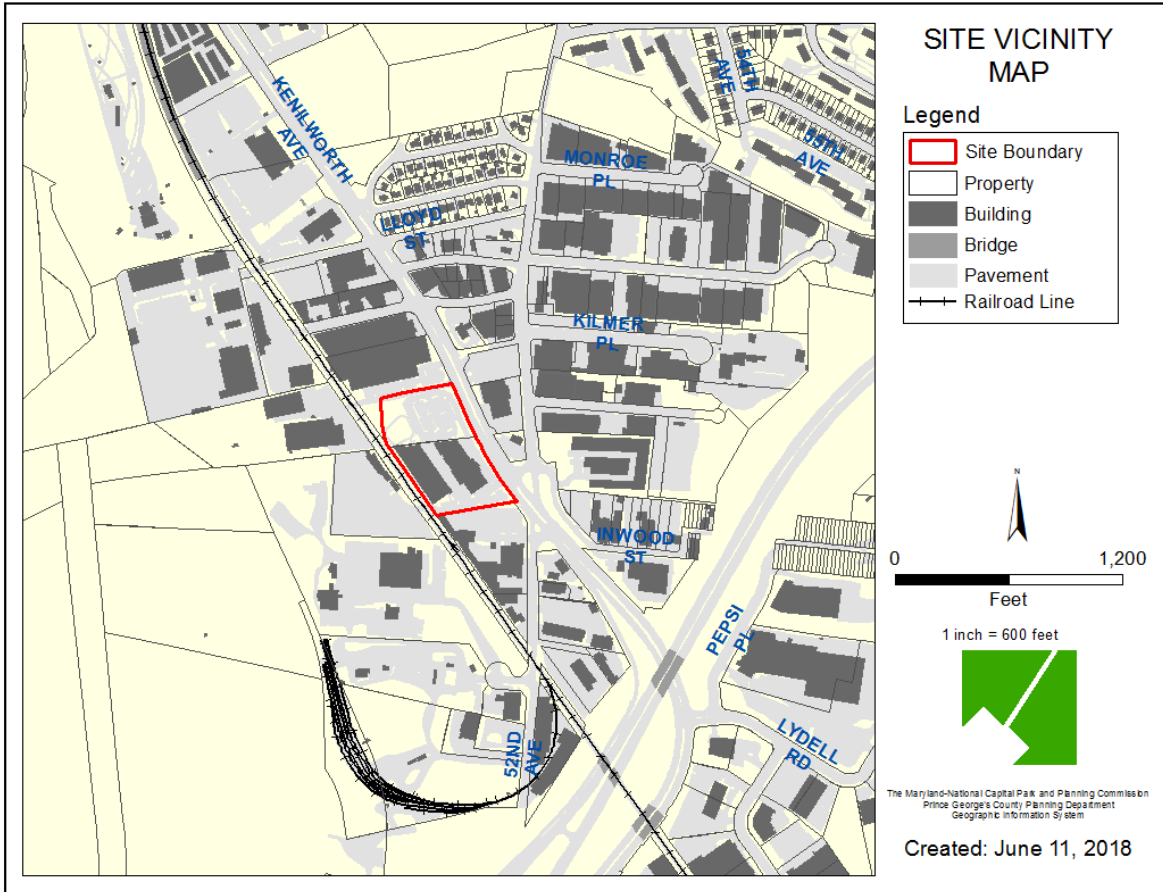 SITE VICINITY
MAP
Legend
Site Boundary
Property
Building
Bridge
Pavement
Railroad Line
N
0 1,200
Feet
1 inch = 600 feet
The Maryland-National Capital Park and Planning Commission
Prince George's County Planning Department
Geographic Information System
Created: June 11, 2018
KENILWORTH
AVE
54TH
AVE
55TH
AVE
MONROE
PL
LLOYD
ST
KILMER
PL
INWOOD
ST
PEPSI
PL
LYDELL
RD
52ND
AVE